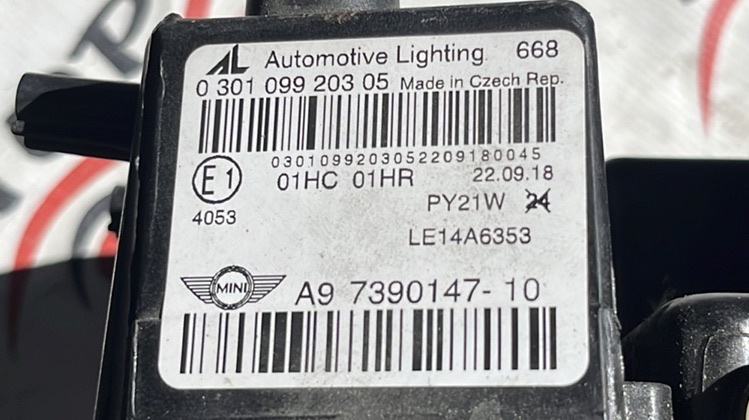 AL Automotive Lighting 668
0 301 099 203 05 Made in Czech Rep.
0301099203052209180045
E1 01HC 01HR 22.09.18
4053 PY21W 24
LE14A6353
MINI A9 7390147-10